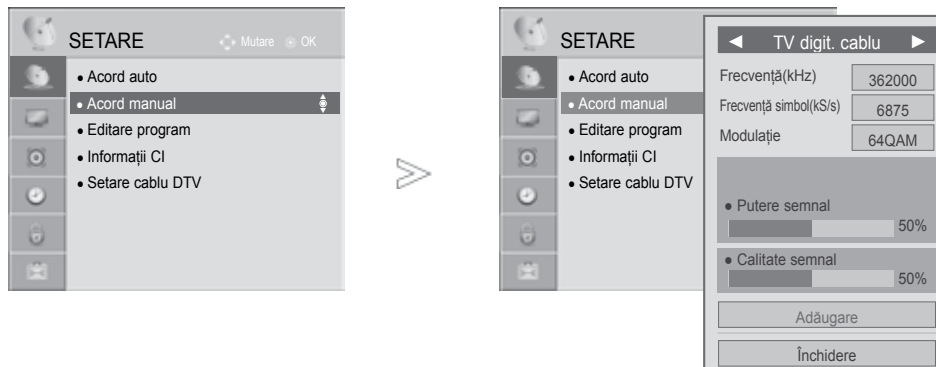 SETARE
Mutare OK
• Acord auto
• Acord manual
• Editare program
• Informații CI
• Setare cablu DTV
SETARE
• Acord auto
• Acord manual
• Editare program
• Informații CI
• Setare cablu DTV
◄ TV digit. cablu ►
Frecvență(kHz) 362000
Frecvență simbol(kS/s) 6875
Modulație 64QAM
• Putere semnal
50%
• Calitate semnal
50%
Adăugare
Închidere